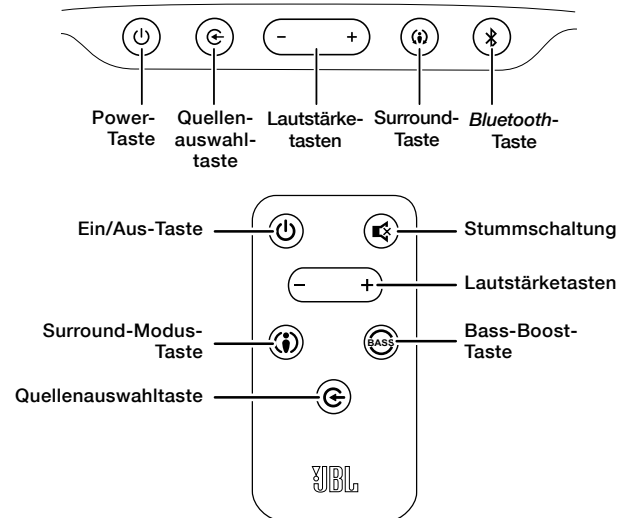 - +
Power-
Taste
Quellen-
auswahl-
taste
Lautstärke-
tasten
Surround-
Taste
Bluetooth-
Taste
Ein/Aus-Taste
Stummschaltung
- +
Lautstärketasten
Surround-Modus-
Taste
BASS
Bass-Boost-
Taste
Quellenauswahltaste
JBL